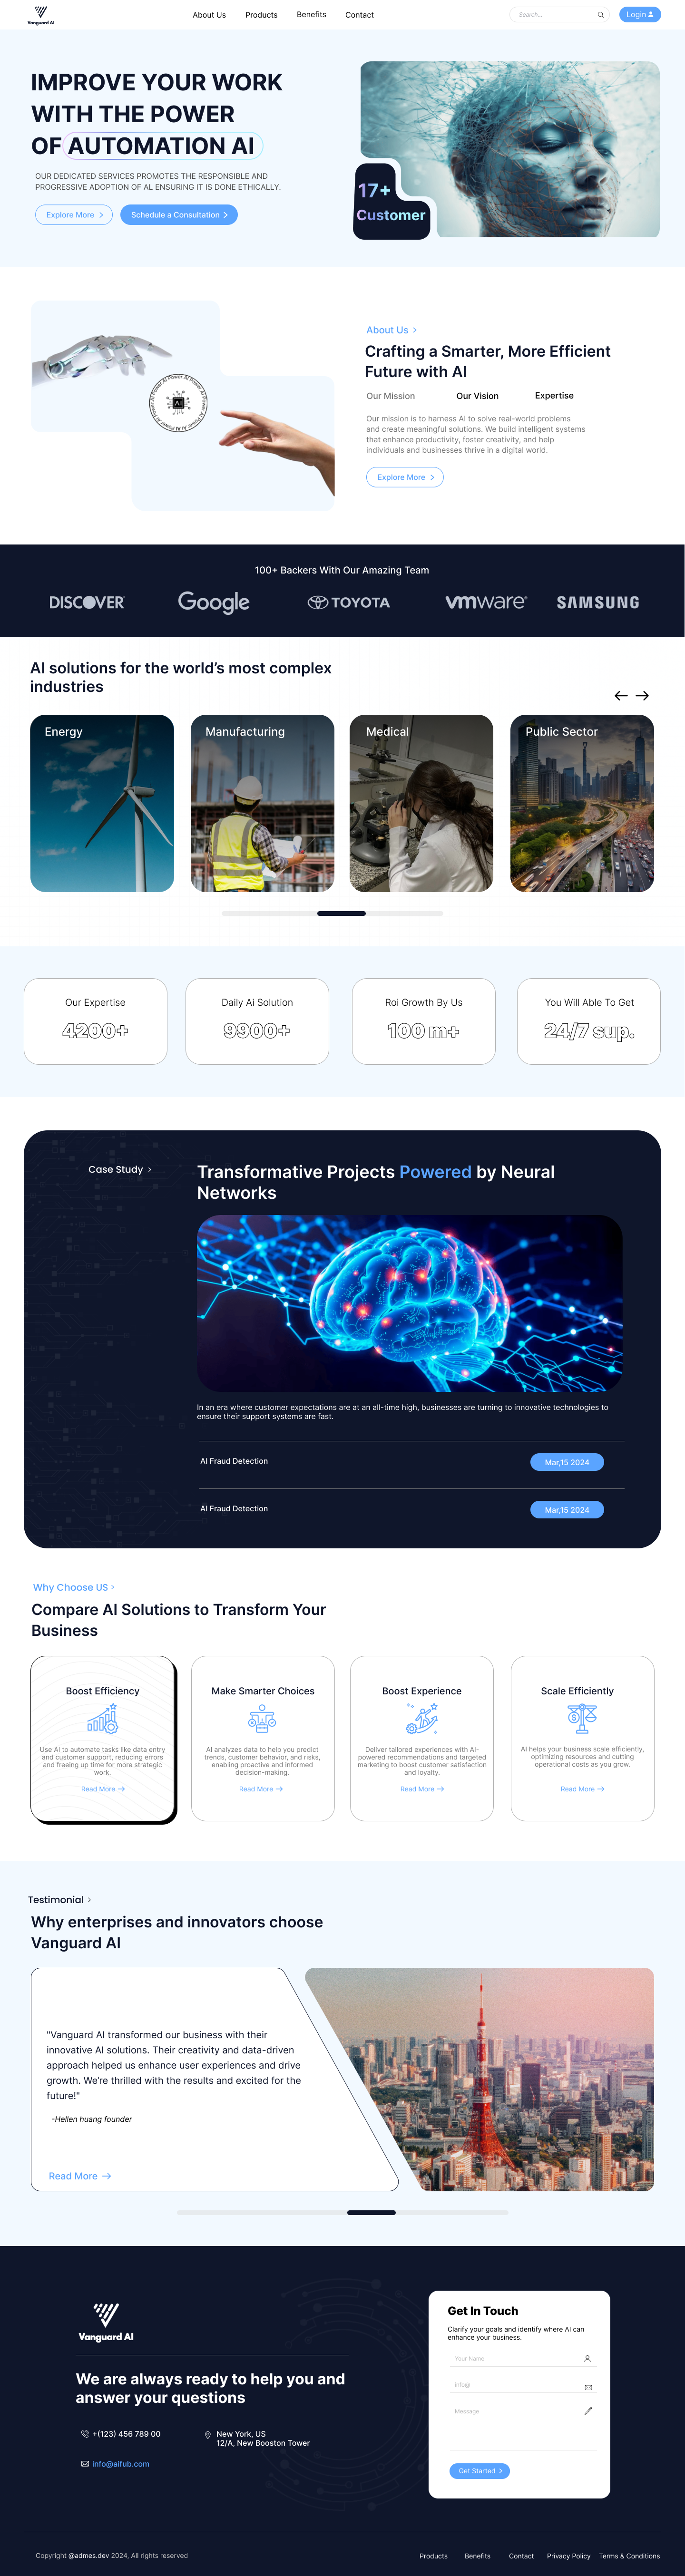 Vanguard AI
About Us
Products
Benefits
Contact
Search...
Login
IMPROVE YOUR WORK
WITH THE POWER
OF AUTOMATION AI
OUR DEDICATED SERVICES PROMOTES THE RESPONSIBLE AND
PROGRESSIVE ADOPTION OF AL ENSURING IT IS DONE ETHICALLY.
Explore More
Schedule a Consultation
17+
Customer
Power AI Power AI Power AI Power AI
AI
About Us
Crafting a Smarter, More Efficient
Future with AI
Our Mission
Our Vision
Expertise
Our mission is to harness AI to solve real-world problems
and create meaningful solutions. We build intelligent systems
that enhance productivity, foster creativity, and help
individuals and businesses thrive in a digital world.
Explore More
100+ Backers With Our Amazing Team
DISCOVER
Google
TOYOTA
vmware
SAMSUNG
AI solutions for the world's most complex
industries
Energy
Manufacturing
Medical
Public Sector
Our Expertise
4200+
Daily Ai Solution
9900+
Roi Growth By Us
100 m+
You Will Able To Get
24/7 sup.
Case Study
Transformative Projects Powered by Neural
Networks
In an era where customer expectations are at an all-time high, businesses are turning to innovative technologies to
ensure their support systems are fast.
AI Fraud Detection
Mar,15 2024
AI Fraud Detection
Mar,15 2024
Why Choose US
Compare AI Solutions to Transform Your
Business
Boost Efficiency
Use AI to automate tasks like data entry
and customer support, reducing errors
and freeing up time for more strategic
work.
Read More
Make Smarter Choices
AI analyzes data to help you predict
trends, customer behavior, and risks,
enabling proactive and informed
decision-making.
Read More
Boost Experience
Deliver tailored experiences with AI-
powered recommendations and targeted
marketing to boost customer satisfaction
and loyalty.
Read More
Scale Efficiently
AI helps your business scale efficiently,
optimizing resources and cutting
operational costs as you grow.
Read More
Testimonial
Why enterprises and innovators choose
Vanguard AI
"Vanguard AI transformed our business with their
innovative AI solutions. Their creativity and data-driven
approach helped us enhance user experiences and drive
growth. We're thrilled with the results and excited for the
future!"
-Hellen huang founder
Read More
Vanguard AI
We are always ready to help you and
answer your questions
+(123) 456 789 00
New York, US
12/A, New Booston Tower
info@aifub.com
Get In Touch
Clarify your goals and identify where AI can
enhance your business.
Your Name
info@
Message
Get Started
Copyright @admes.dev 2024, All rights reserved
Products
Benefits
Contact
Privacy Policy
Terms & Conditions